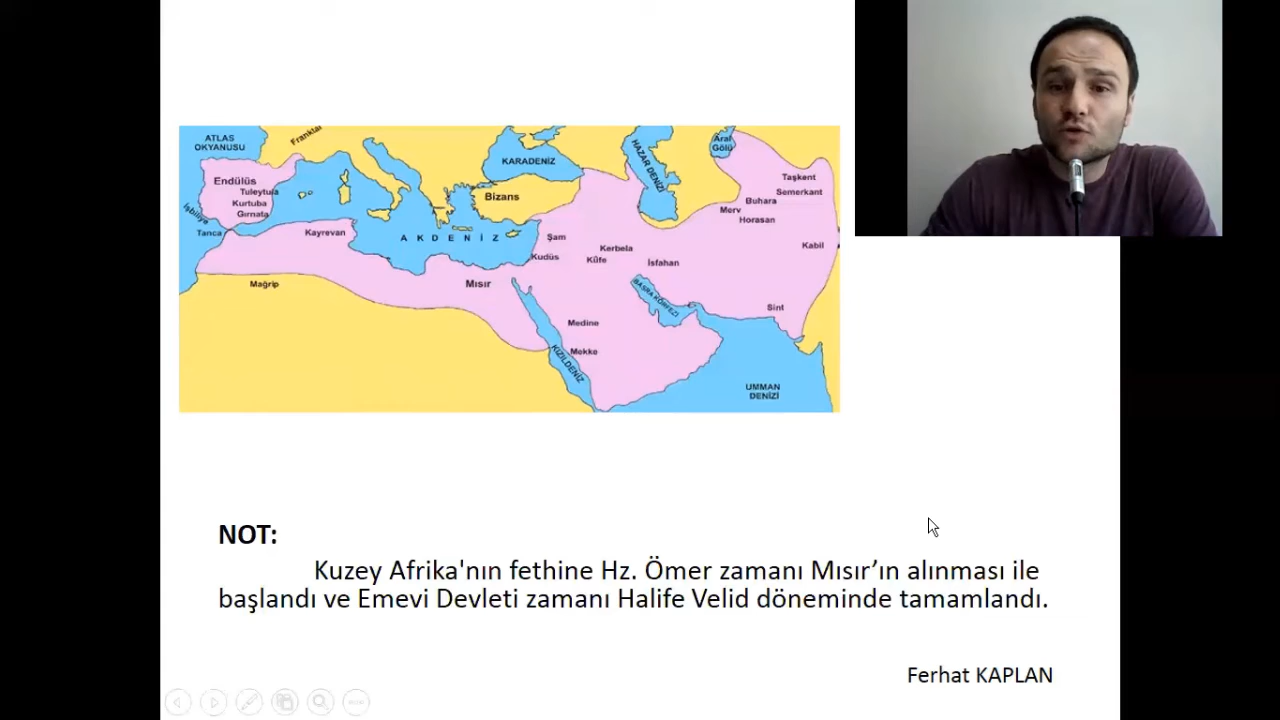 ATLAS
OKYANUSU
Franklar
KARADENİZ
HAZAR DENİZİ
Aral
Gölü
Endülüs
Tuleytula
Kurtuba
Gırnata
İşbiliye
Tanca
Kayrevan
Bizans
A K D E N İ Z
Şam
Kudüs
Kerbela
Kûfe
İsfahan
Merv
Buhara
Horasan
Taşkent
Semerkant
Kabil
Mağrip
Mısır
BASRA KÖRFEZİ
Sint
Medine
Mekke
KIZILDENİZ
UMMAN
DENİZİ
NOT:
Kuzey Afrika'nın fethine Hz. Ömer zamanı Mısır’ın alınması ile
başlandı ve Emevi Devleti zamanı Halife Velid döneminde tamamlandı.
Ferhat KAPLAN